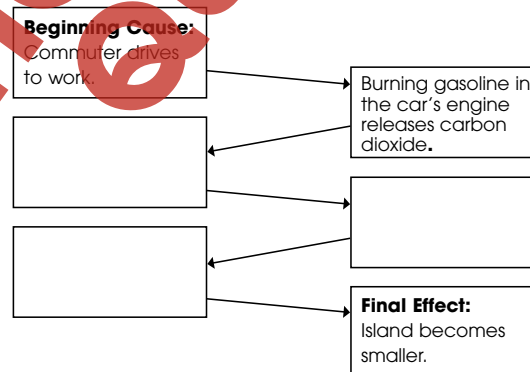 Beginning Cause:
Commuter drives
to work.
Burning gasoline in
the car’s engine
releases carbon
dioxide.
Final Effect:
Island becomes
smaller.